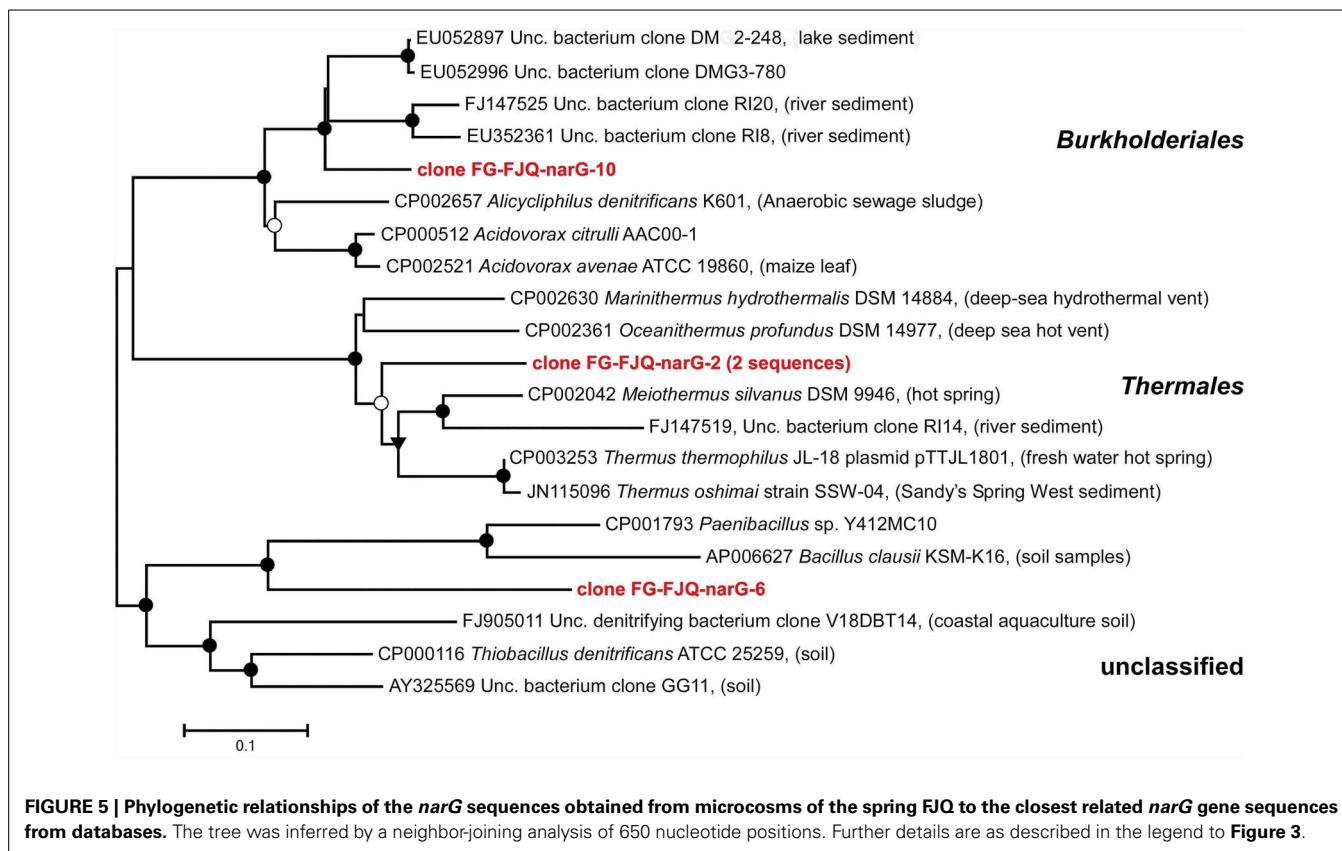 EU052897 Unc. bacterium clone DM 2-248, lake sediment
EU052996 Unc. bacterium clone DMG3-780
FJ147525 Unc. bacterium clone RI20, (river sediment)
EU352361 Unc. bacterium clone RI8, (river sediment)
Burkholderiales
clone FG-FJQ-narG-10
CP002657 Alicycliphilus denitrificans K601, (Anaerobic sewage sludge)
CP000512 Acidovorax citrulli AAC00-1
CP002521 Acidovorax avenae ATCC 19860, (maize leaf)
CP002630 Marinithermus hydrothermalis DSM 14884, (deep-sea hydrothermal vent)
CP002361 Oceanithermus profundus DSM 14977, (deep sea hot vent)
clone FG-FJQ-narG-2 (2 sequences)
Thermales
CP002042 Meiothermus silvanus DSM 9946, (hot spring)
FJ147519, Unc. bacterium clone RI14, (river sediment)
CP003253 Thermus thermophilus JL-18 plasmid pTTJL1801, (fresh water hot spring)
JN115096 Thermus oshimai strain SSW-04, (Sandy's Spring West sediment)
CP001793 Paenibacillus sp. Y412MC10
AP006627 Bacillus clausii KSM-K16, (soil samples)
clone FG-FJQ-narG-6
FJ905011 Unc. denitrifying bacterium clone V18DBT14, (coastal aquaculture soil)
CP000116 Thiobacillus denitrificans ATCC 25259, (soil)
unclassified
AY325569 Unc. bacterium clone GG11, (soil)
0.1
FIGURE 5 | Phylogenetic relationships of the narG sequences obtained from microcosms of the spring FJQ to the closest related narG gene sequences
from databases. The tree was inferred by a neighbor-joining analysis of 650 nucleotide positions. Further details are as described in the legend to Figure 3.